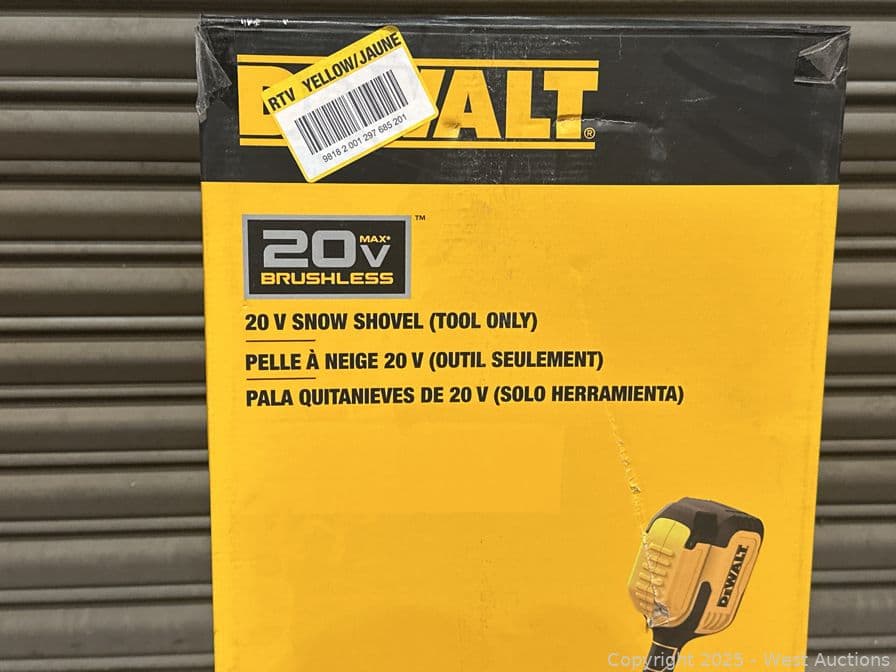 RTV YELLOW/JAUNE
9818 2 001 297 685 201
DEWALT®
20V MAX* ™
BRUSHLESS
20 V SNOW SHOVEL (TOOL ONLY)
PELLE À NEIGE 20 V (OUTIL SEULEMENT)
PALA QUITANIEVES DE 20 V (SOLO HERRAMIENTA)
DEWALT
Copyright 2025 - West Auctions